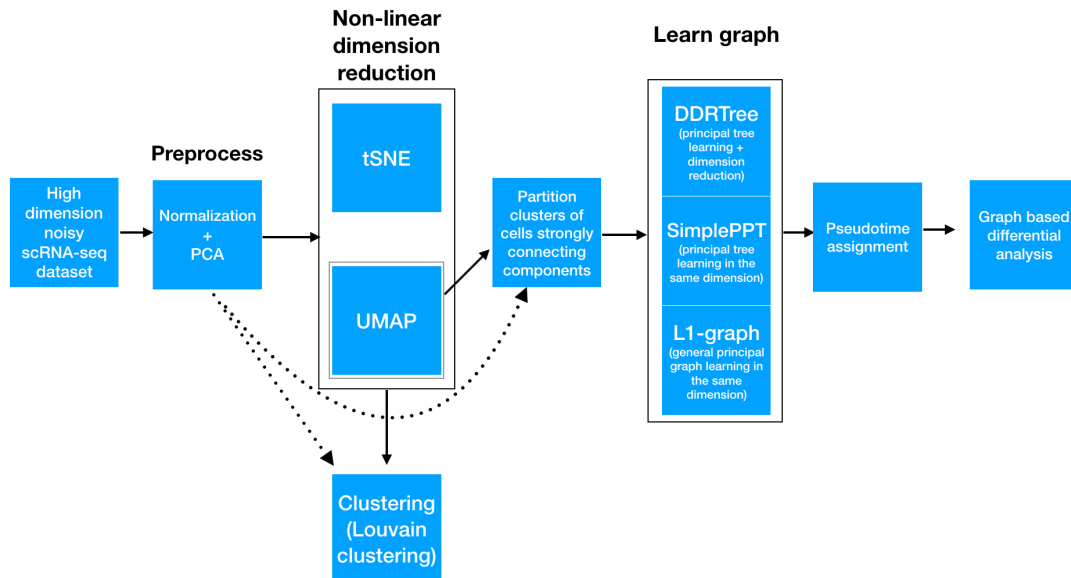 Non-linear
dimension
reduction
Learn graph
Preprocess
High
dimension
noisy
scRNA-seq
dataset
Normalization
+
PCA
tSNE
UMAP
Partition
clusters of
cells strongly
connecting
components
DDRTree
(principal tree
learning +
dimension
reduction)
SimplePPT
(principal tree
learning in the
same dimension)
L1-graph
(general principal
graph learning in
the same
dimension)
Pseudotime
assignment
Graph based
differential
analysis
Clustering
(Louvain
clustering)